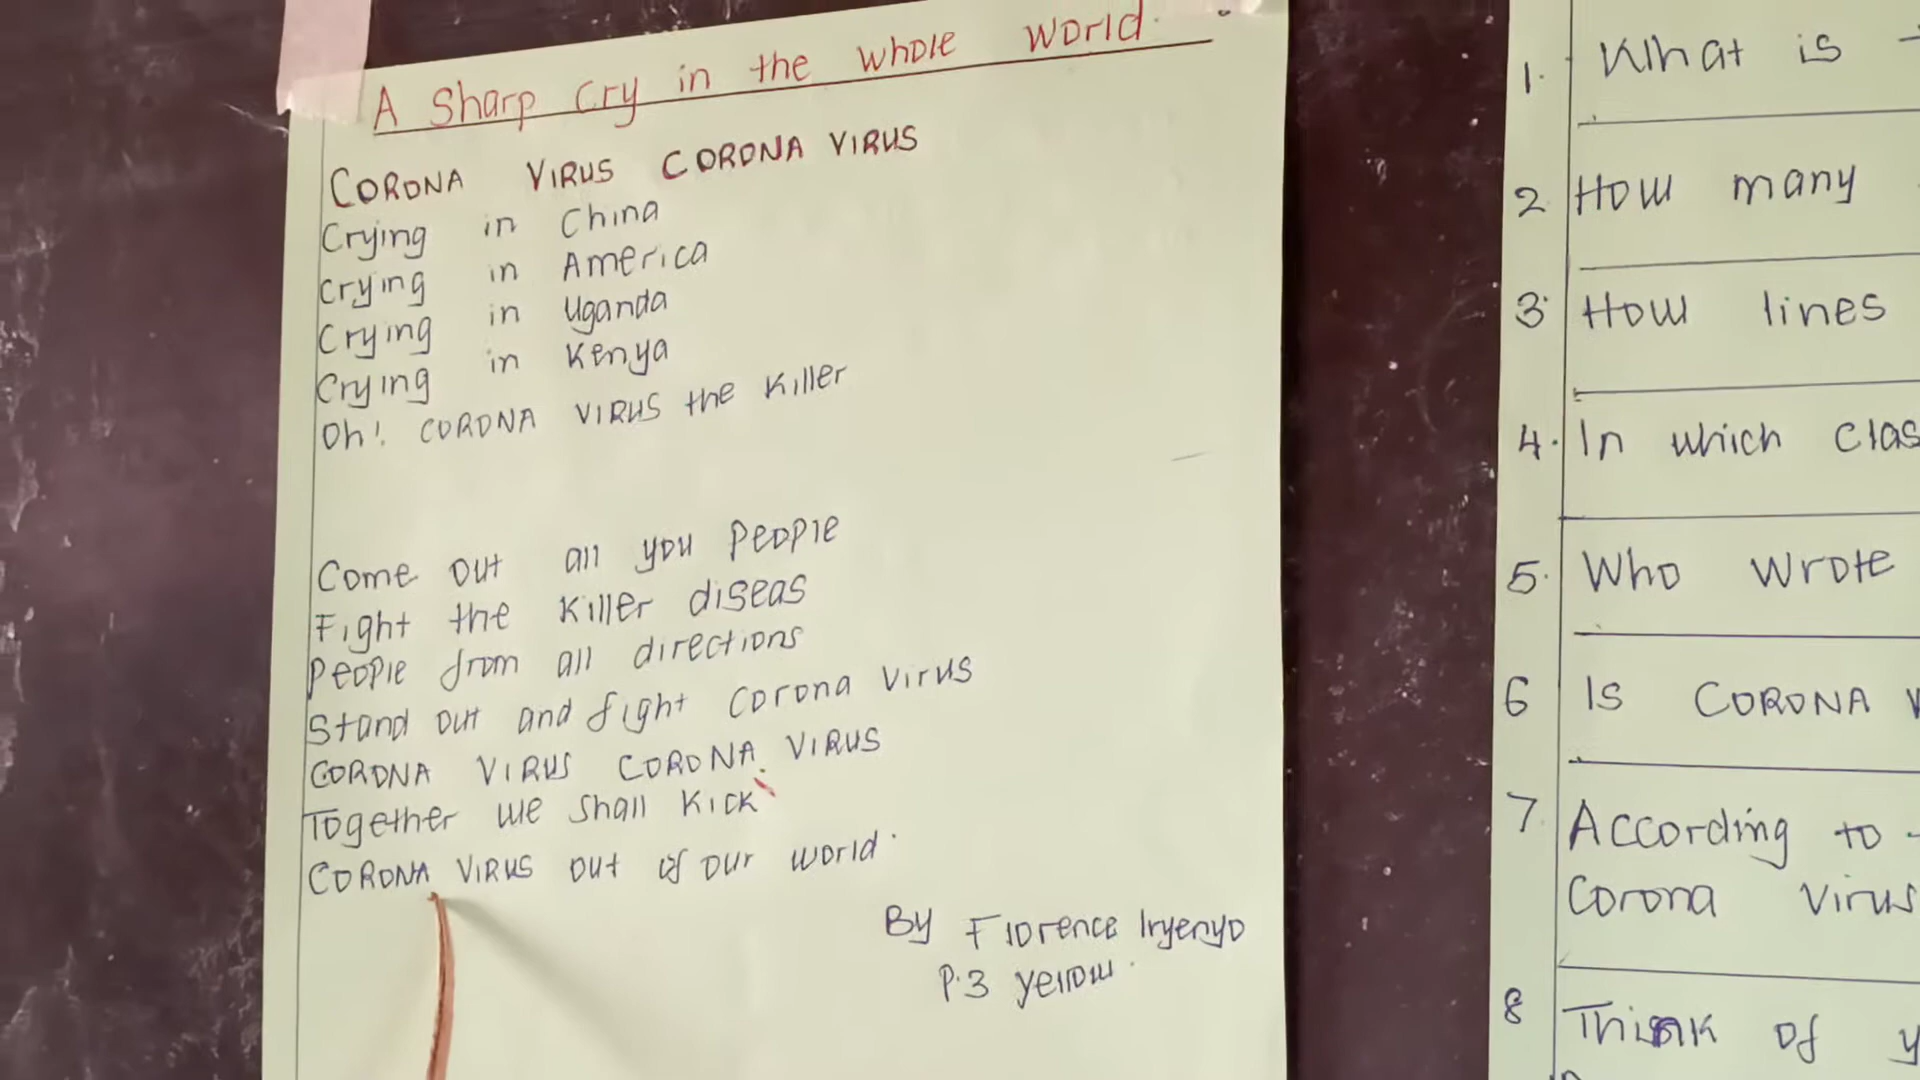 A Sharp Cry in the whole world.
CORONA VIRUS CORONA VIRUS
Crying in China
Crying in America
Crying in Uganda
Crying in Kenya
Oh! CORONA VIRUS the Killer
Come out all you People
Fight the Killer diseas
People from all directions
Stand out and fight Corona Virus
CORONA VIRUS CORONA VIRUS
Together we shall Kick
CORONA VIRUS out of our world.
By Florence Iryenyo
P.3 yellow.
1. What is
2 How many
3. How lines
4. In which Clas
5. Who Wrote
6 Is CORONA
7 According to
Corona Virus
8 Think of y